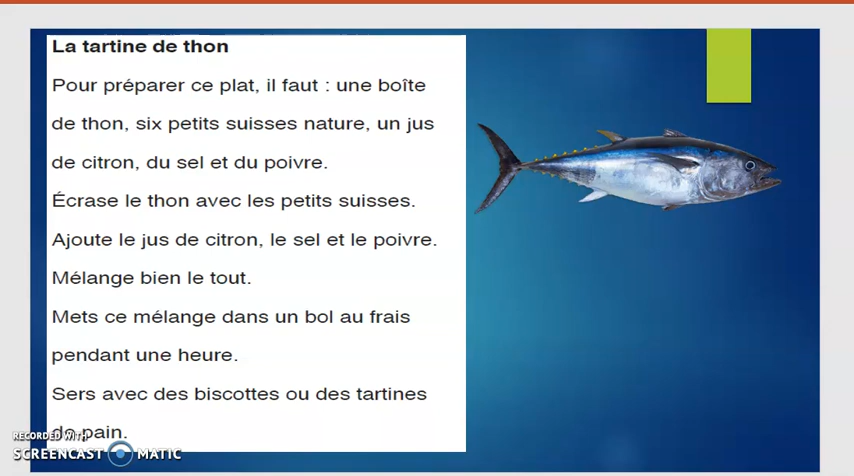 La tartine de thon
Pour préparer ce plat, il faut : une boîte
de thon, six petits suisses nature, un jus
de citron, du sel et du poivre.
Écrase le thon avec les petits suisses.
Ajoute le jus de citron, le sel et le poivre.
Mélange bien le tout.
Mets ce mélange dans un bol au frais
pendant une heure.
Sers avec des biscottes ou des tartines
de pain.
RECORDED WITH
SCREENCAST MATIC